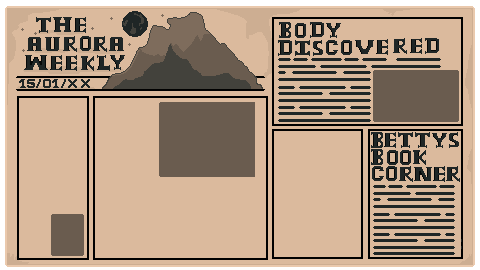 THE
AURORA
WEEKLY
15/01/XX
BODY
DISCOVERED
BETTYS
BOOK
CORNER